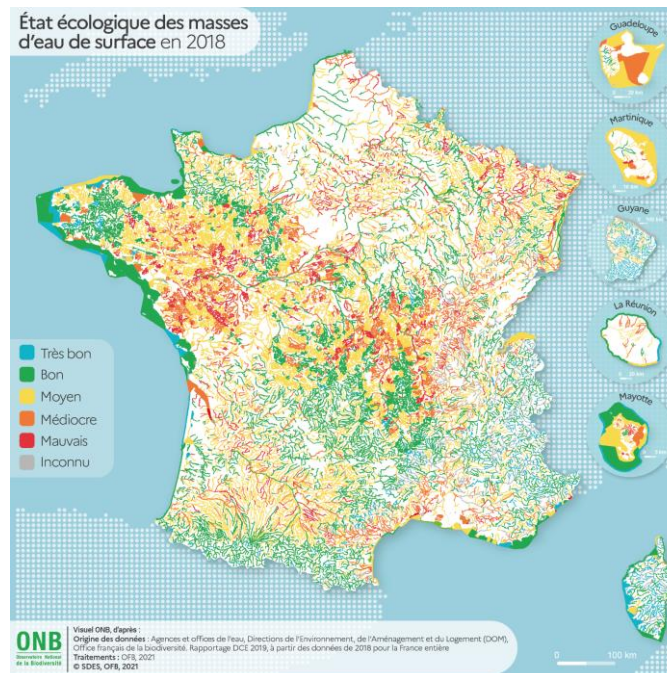 État écologique des masses
d'eau de surface en 2018
Guadeloupe
Martinique
Guyane
La Réunion
Mayotte
Très bon
Bon
Moyen
Médiocre
Mauvais
Inconnu
ONB
Observatoire National
de la Biodiversité
Visuel ONB, d'après :
Origine des données : Agences et offices de l'eau, Directions de l'Environnement, de l'Aménagement et du Logement (DOM),
Office français de la biodiversité. Rapportage DCE 2019, à partir des données de 2018 pour la france entière
Traitements : OFB, 2021
© SDES, OFB, 2021
0 100 km